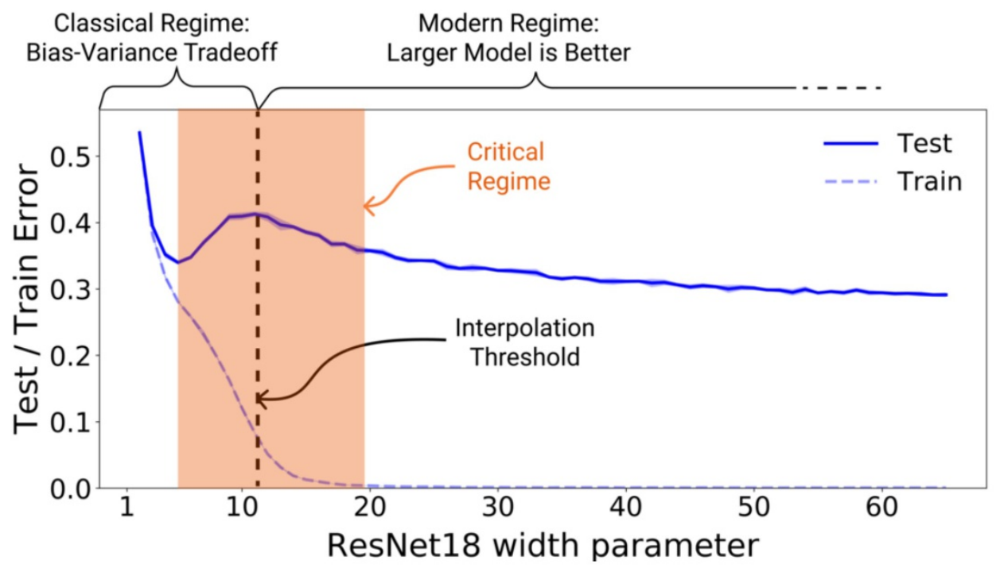 Classical Regime:
Bias-Variance Tradeoff
Modern Regime:
Larger Model is Better
Critical
Regime
Test
Train
Interpolation
Threshold
Test / Train Error
0.5
0.4
0.3
0.2
0.1
0.0
1
10
20
30
40
50
60
ResNet18 width parameter